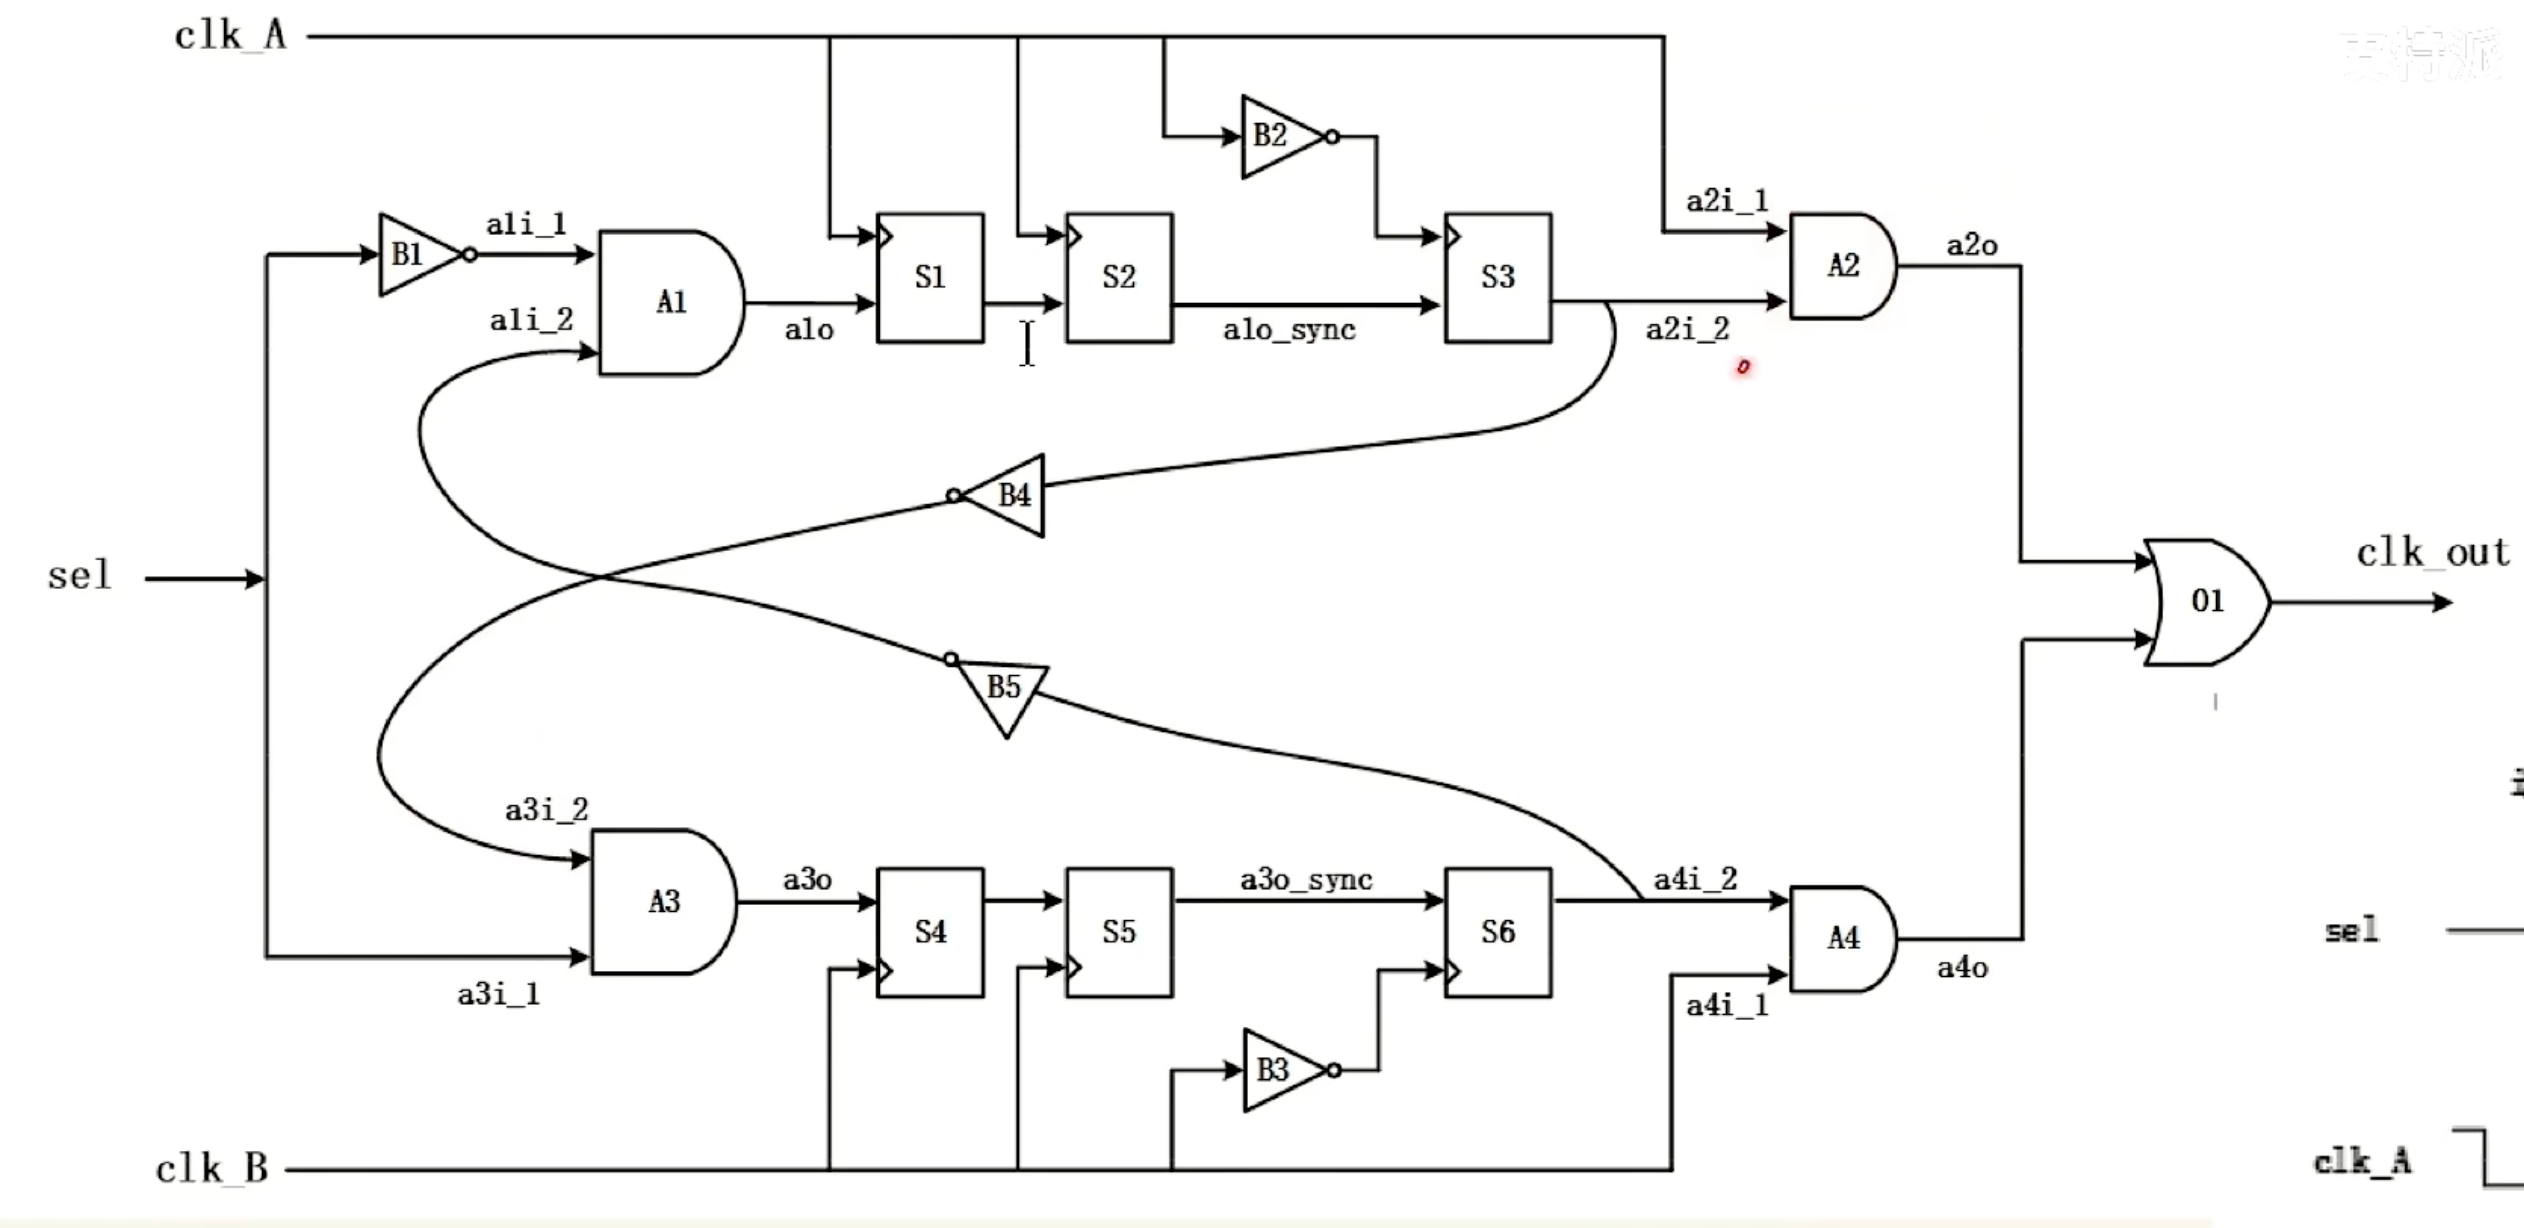 clk_A
B2
a2i_1
a1i_1
B1
A1
S1
S2
S3
A2
a2o
a1i_2
a1o
a1o_sync
a2i_2
B4
sel
clk_out
O1
B5
a3i_2
A3
a3o
S4
S5
a3o_sync
S6
a4i_2
A4
a4o
a3i_1
a4i_1
B3
clk_B
sel
clk_A